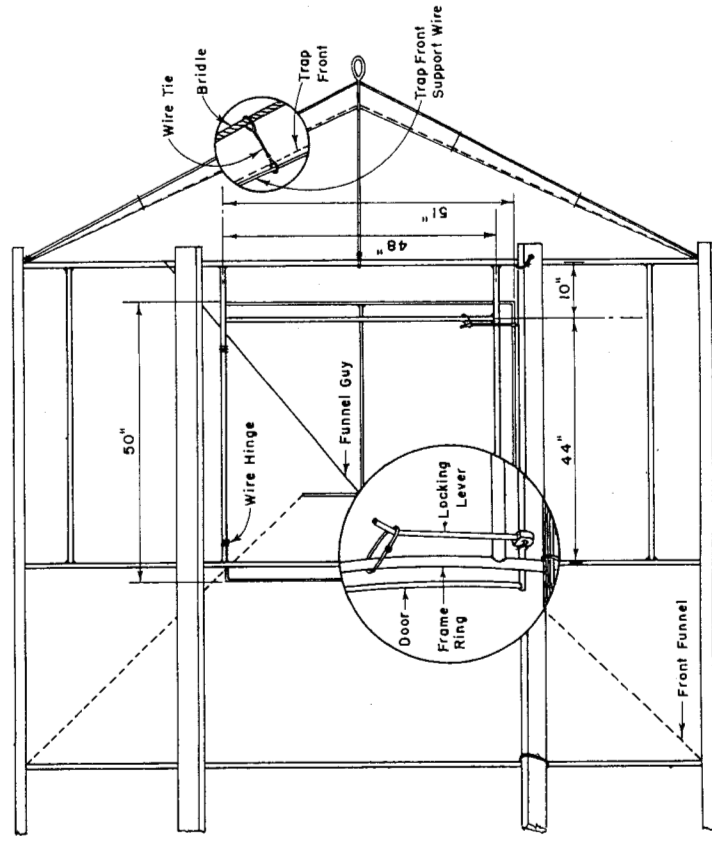 Wire Tie
Bridle
Trap
Front
Trap Front
Support Wire
51"
48"
10"
50"
44"
Wire Hinge
Funnel Guy
Locking
Lever
Door
Frame
Ring
Front Funnel